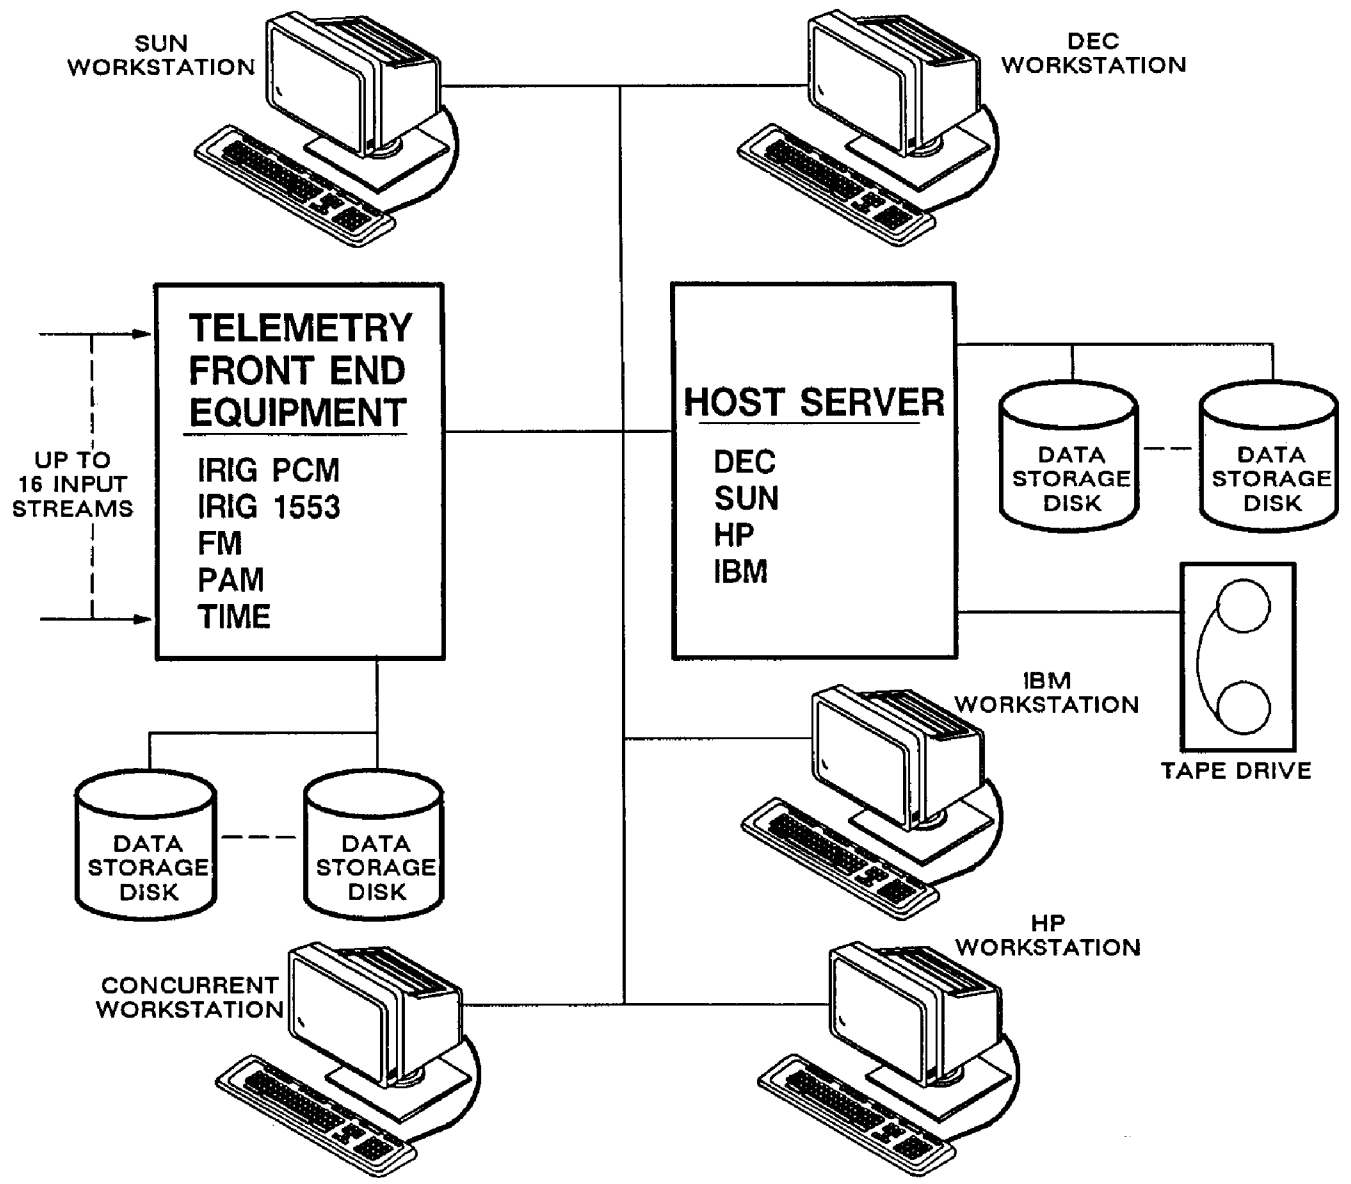 SUN
WORKSTATION
DEC
WORKSTATION
TELEMETRY
FRONT END
EQUIPMENT
IRIG PCM
IRIG 1553
FM
PAM
TIME
UP TO
16 INPUT
STREAMS
HOST SERVER
DEC
SUN
HP
IBM
DATA
STORAGE
DISK
DATA
STORAGE
DISK
TAPE DRIVE
IBM
WORKSTATION
DATA
STORAGE
DISK
DATA
STORAGE
DISK
HP
WORKSTATION
CONCURRENT
WORKSTATION